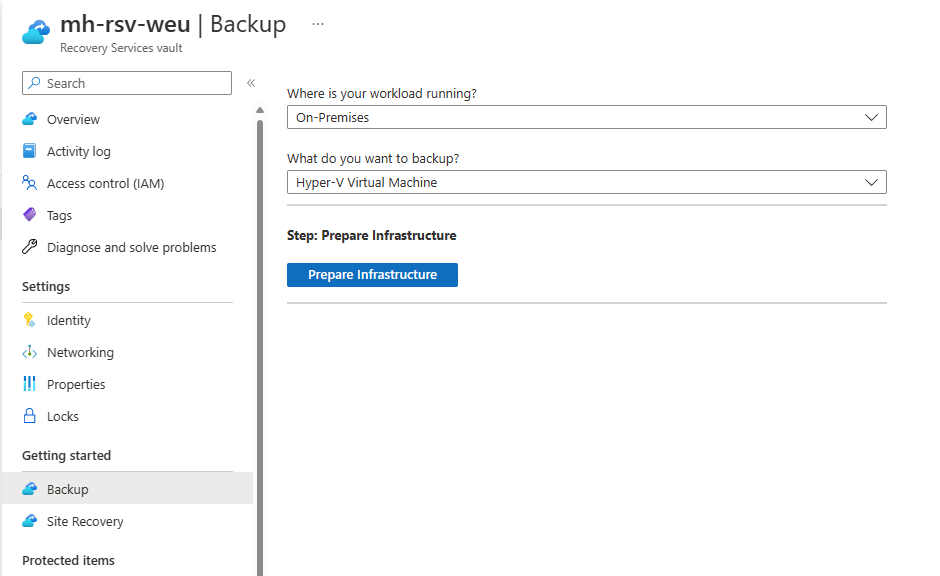 mh-rsv-weu | Backup ...
Recovery Services vault
Search
Overview
Activity log
Access control (IAM)
Tags
Diagnose and solve problems
Settings
Identity
Networking
Properties
Locks
Getting started
Backup
Site Recovery
Protected items
Where is your workload running?
On-Premises
What do you want to backup?
Hyper-V Virtual Machine
Step: Prepare Infrastructure
Prepare Infrastructure